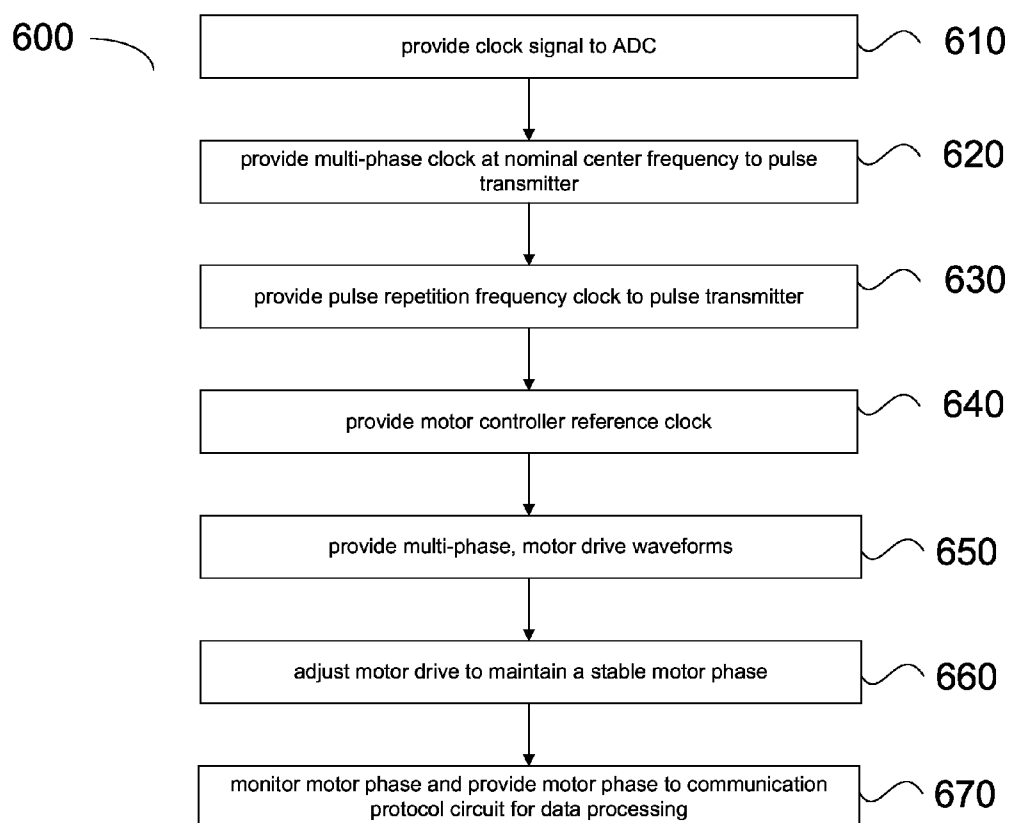 600
provide clock signal to ADC
610
provide multi-phase clock at nominal center frequency to pulse
transmitter
620
provide pulse repetition frequency clock to pulse transmitter
630
provide motor controller reference clock
640
provide multi-phase, motor drive waveforms
650
adjust motor drive to maintain a stable motor phase
660
monitor motor phase and provide motor phase to communication
protocol circuit for data processing
670